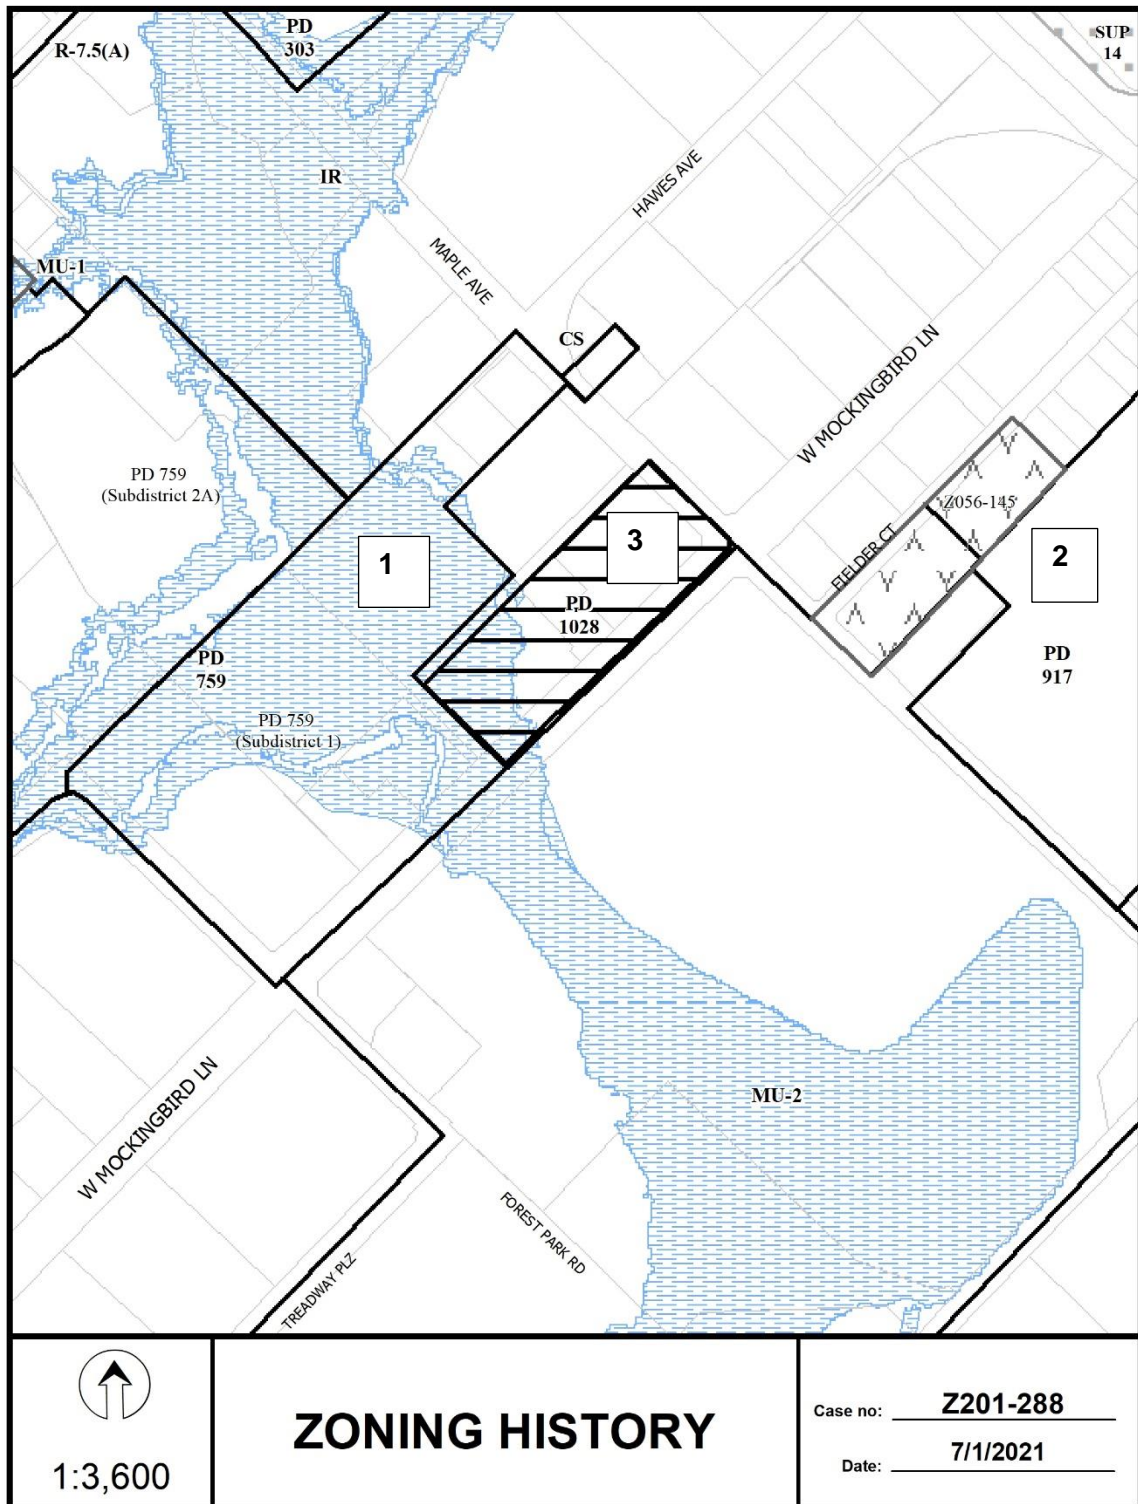 PD
303
R-7.5(A)
SUP
14
IR
HAWES AVE
MAPLE AVE
MU-1
CS
W MOCKINGBIRD LN
PD 759
(Subdistrict 2A)
Z056-145
1
3
FIELDER CT
2
PD
1028
PD
759
PD
917
PD 759
(Subdistrict 1)
MU-2
W MOCKINGBIRD LN
FOREST PARK RD
TREADWAY PLZ
1:3,600
ZONING HISTORY
Case no: Z201-288
Date: 7/1/2021